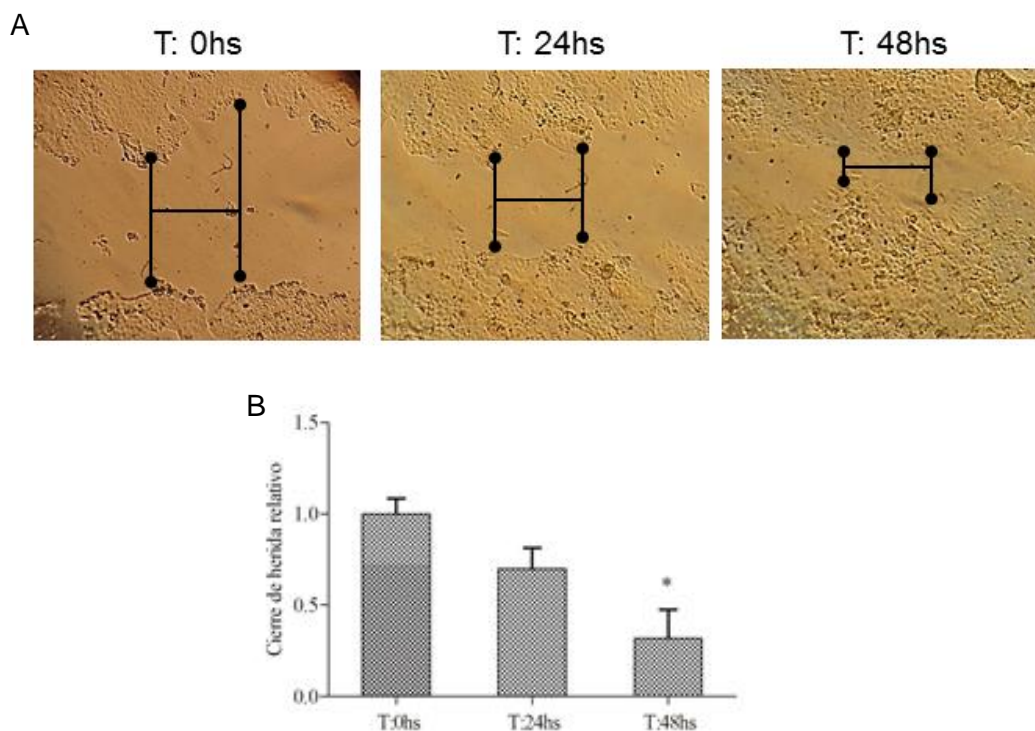 A
T: 0hs
T: 24hs
T: 48hs
B
Cierre de herida relativo
1.5
1.0
0.5
0.0
*
T:0hs
T:24hs
T:48hs